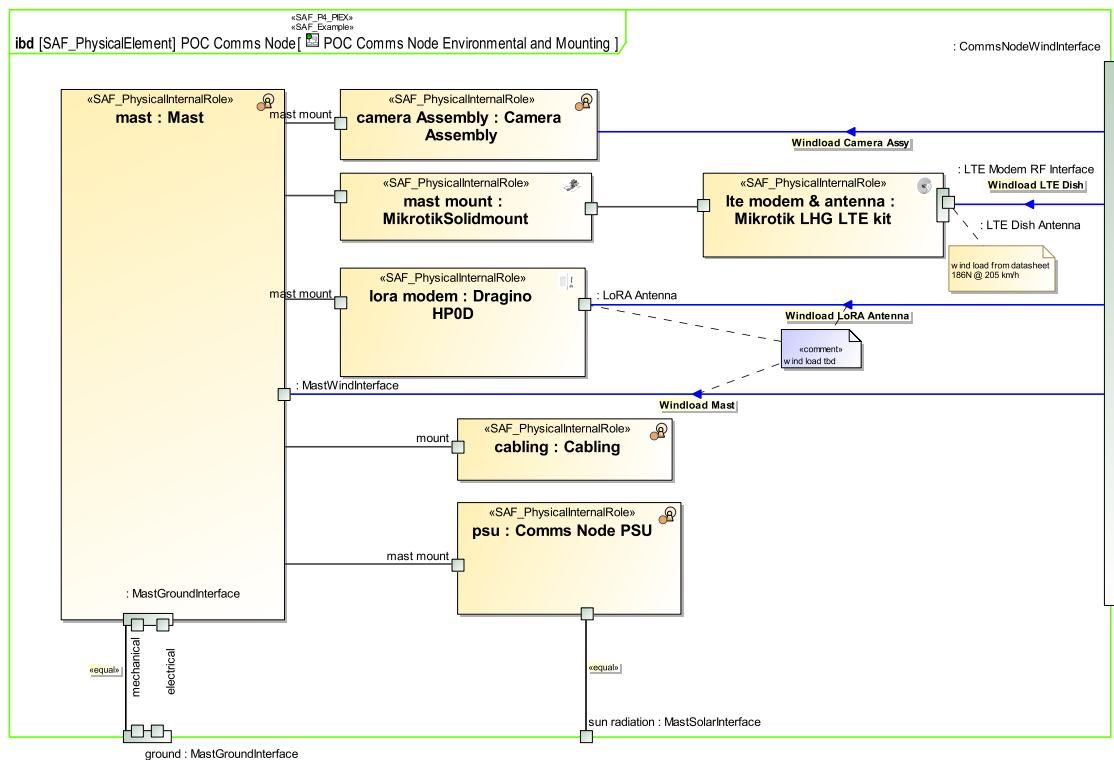 «SAF_P4_PIEX»
«SAF_Example»
ibd [SAF_PhysicalElement] POC Comms Node[ POC Comms Node Environmental and Mounting ]
: CommsNodeWindInterface
«SAF_PhysicalInternalRole»
mast : Mast
mast mount
«SAF_PhysicalInternalRole»
camera Assembly : Camera
Assembly
Windload Camera Assy
«SAF_PhysicalInternalRole»
mast mount :
MikrotikSolidmount
«SAF_PhysicalInternalRole»
lte modem & antenna :
Mikrotik LHG LTE kit
: LTE Modem RF Interface
Windload LTE Dish
: LTE Dish Antenna
wind load from datasheet
186N @ 205 km/h
mast mount
«SAF_PhysicalInternalRole»
lora modem : Dragino
HP0D
: LoRA Antenna
Windload LoRA Antenna
«comment»
wind load tbd
: MastWindInterface
Windload Mast
mount
«SAF_PhysicalInternalRole»
cabling : Cabling
mast mount
«SAF_PhysicalInternalRole»
psu : Comms Node PSU
: MastGroundInterface
mechanical
electrical
«equal»
«equal»
sun radiation : MastSolarInterface
ground : MastGroundInterface